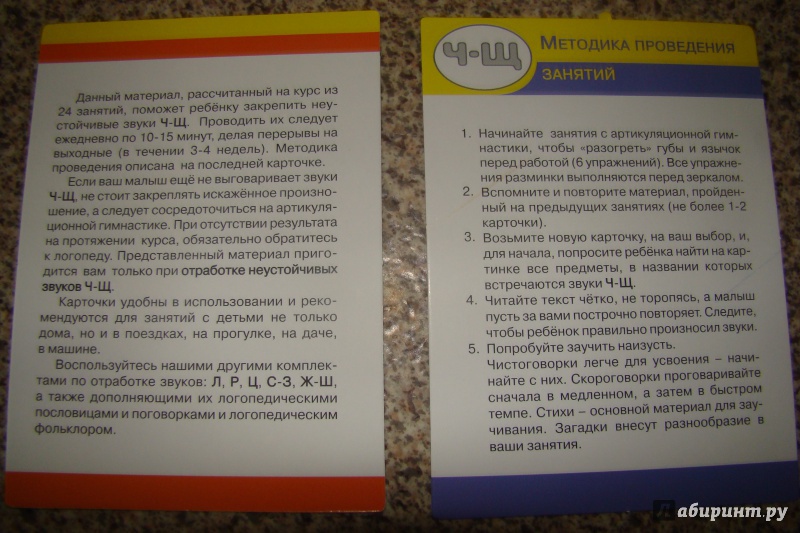 Данный материал, рассчитанный на курс из
24 занятий, поможет ребёнку закрепить неу-
стойчивые звуки Ч-Щ. Проводить их следует
ежедневно по 10-15 минут, делая перерывы на
выходные (в течении 3-4 недель). Методика
проведения описана на последней карточке.
Если ваш малыш ещё не выговаривает звуки
Ч-Щ, не стоит закреплять искажённое произно-
шение, а следует сосредоточиться на артику-
ляционной гимнастике. При отсутствии результата
на протяжении курса, обязательно обратитесь
к логопеду. Представленный материал приго-
дится вам только при отработке неустойчивых
звуков Ч-Щ.
Карточки удобны в использовании и реко-
мендуются для занятий с детьми не только
дома, но и в поездках, на прогулке, на даче,
в машине.
Воспользуйтесь нашими другими комплек-
тами по отработке звуков: Л, Р, Ц, С-З, Ж-Ш,
а также дополняющими их логопедическими
пословицами и поговорками и логопедическим
фольклором.
Ч-Щ
Методика проведения
занятий
1. Начинайте занятия с артикуляционной гим-
настики, чтобы «разогреть» губы и язычок
перед работой (6 упражнений). Все упражне-
ния разминки выполняются перед зеркалом.
2. Вспомните и повторите материал, пройден-
ный на предыдущих занятиях (не более 1-2
карточки).
3. Возьмите новую карточку, на ваш выбор, и,
для начала, попросите ребёнка найти на кар-
тинке все предметы, в названии которых
встречаются звуки Ч-Щ.
4. Читайте текст чётко, не торопясь, а малыш
пусть за вами построчно повторяет. Следите,
чтобы ребёнок правильно произносил звуки.
5. Попробуйте заучить наизусть.
Чистоговорки легче для усвоения – начи-
найте с них. Скороговорки проговаривайте
сначала в медленном, а затем в быстром
темпе. Стихи – основной материал для зау-
чивания. Загадки внесут разнообразие в
ваши занятия.
Лабиринт.ру